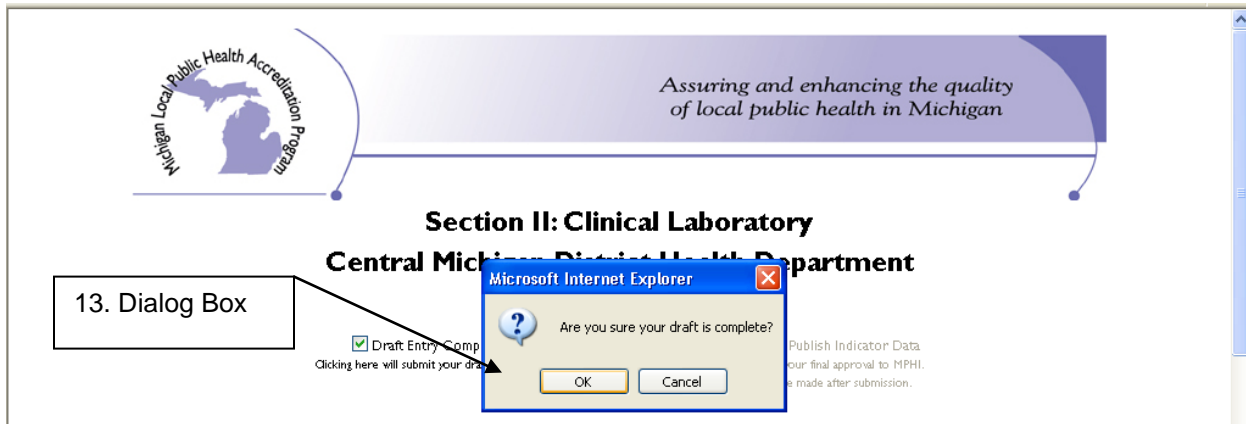 Michigan Local Public Health Accreditation Program
Assuring and enhancing the quality
of local public health in Michigan
Section II: Clinical Laboratory
Central Mich District Health Department
Microsoft Internet Explorer
13. Dialog Box
Are you sure your draft is complete?
Draft Entry Comp
Publish Indicator Data
Clicking here will submit your dra
our final approval to MPHI.
OK
Cancel
e made after submission.